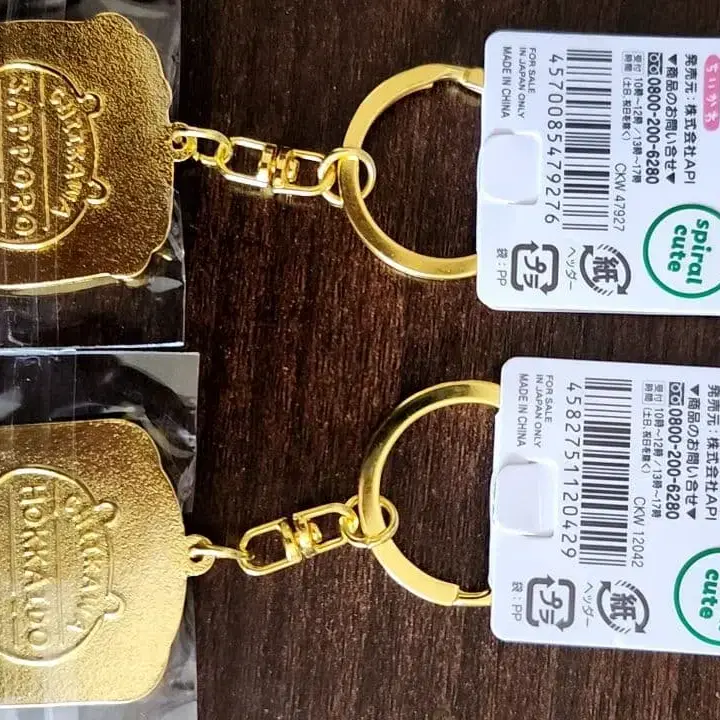 CHIIKAWA
SAPPORO
ちいかわ
発売元：株式会社API
▼商品のお問い合せ▼
0800-200-6280
受付 10時～12時／13時～17時
時間 (土日、祝日を除く)
CKW 47927
4570085479276
FOR SALE
IN JAPAN ONLY
MADE IN CHINA
spiral
cute
紙
ヘッダー
プラ
袋：PP
CHIIKAWA
HOKKAIDO
発売元：株式会社API
▼商品のお問い合せ▼
0800-200-6280
受付 10時～12時／13時～17時
時間 (土日、祝日を除く)
CKW 12042
4582751120429
FOR SALE
IN JAPAN ONLY
MADE IN CHINA
cute
紙
ヘッダー
プラ
袋：PP